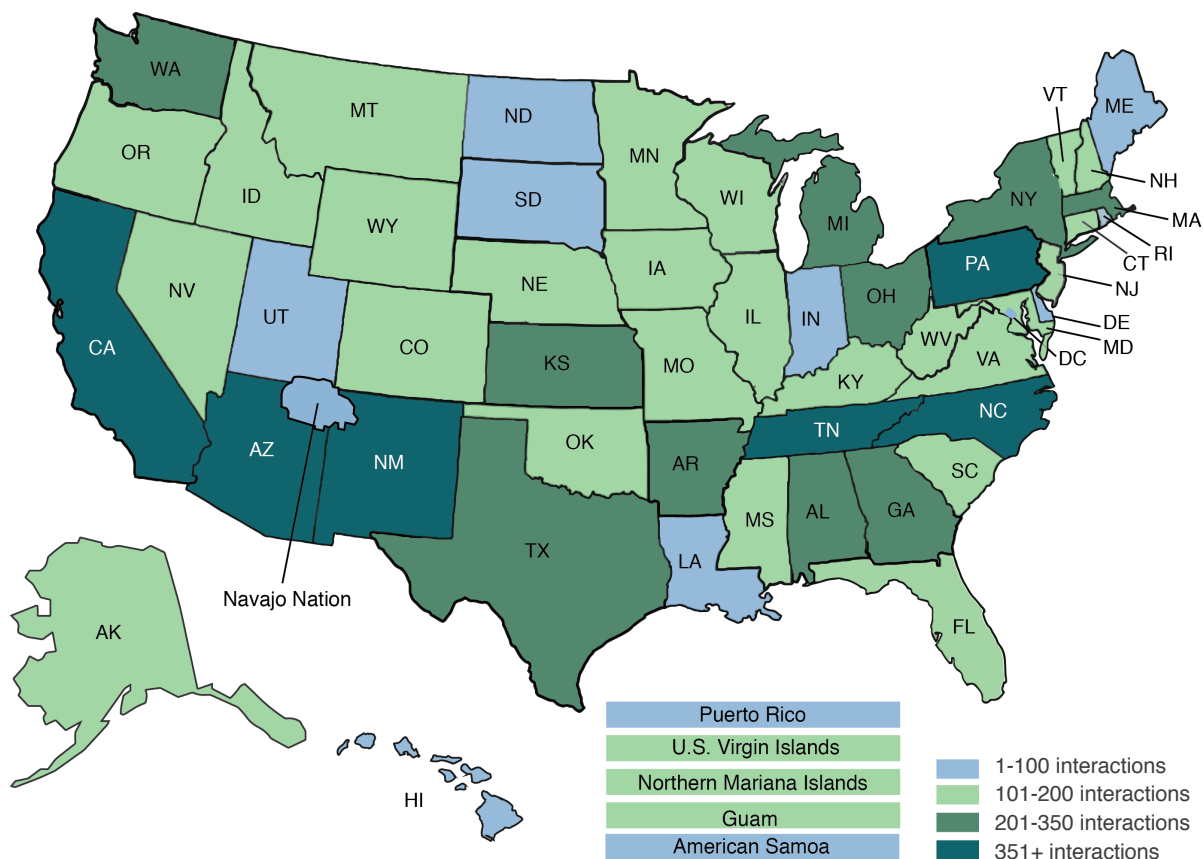 WA
MT
ND
MN
VT
ME
OR
ID
SD
WI
MI
NY
NH
MA
WY
RI
CT
NV
UT
NE
IA
PA
NJ
CA
CO
KS
MO
IL
IN
OH
WV
VA
DE
MD
DC
KY
AZ
NM
OK
AR
TN
NC
SC
MS
AL
GA
TX
LA
Navajo Nation
AK
FL
HI
Puerto Rico
U.S. Virgin Islands
Northern Mariana Islands
Guam
American Samoa
1-100 interactions
101-200 interactions
201-350 interactions
351+ interactions